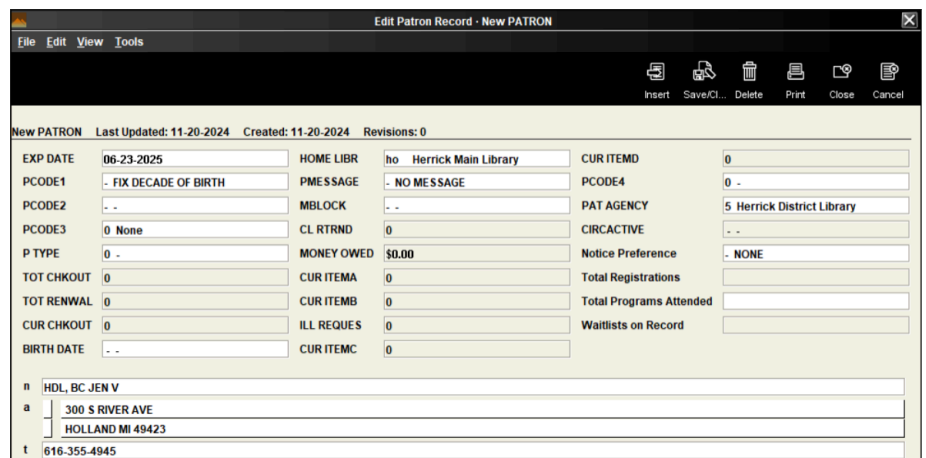 Edit Patron Record - New PATRON
File Edit View Tools
Insert Save/Cl... Delete Print Close Cancel
New PATRON Last Updated: 11-20-2024 Created: 11-20-2024 Revisions: 0
EXP DATE 06-23-2025 HOME LIBR ho Herrick Main Library CUR ITEMD 0
PCODE1 - FIX DECADE OF BIRTH PMESSAGE - NO MESSAGE PCODE4 0 -
PCODE2 - - MBLOCK - - PAT AGENCY 5 Herrick District Library
PCODE3 0 None CL RTRND 0 CIRCACTIVE - -
P TYPE 0 - MONEY OWED $0.00 Notice Preference - NONE
TOT CHKOUT 0 CUR ITEMA 0 Total Registrations
TOT RENWAL 0 CUR ITEMB 0 Total Programs Attended
CUR CHKOUT 0 ILL REQUES 0 Waitlists on Record
BIRTH DATE - - CUR ITEMC 0
n HDL, BC JEN V
a 300 S RIVER AVE
HOLLAND MI 49423
t 616-355-4945